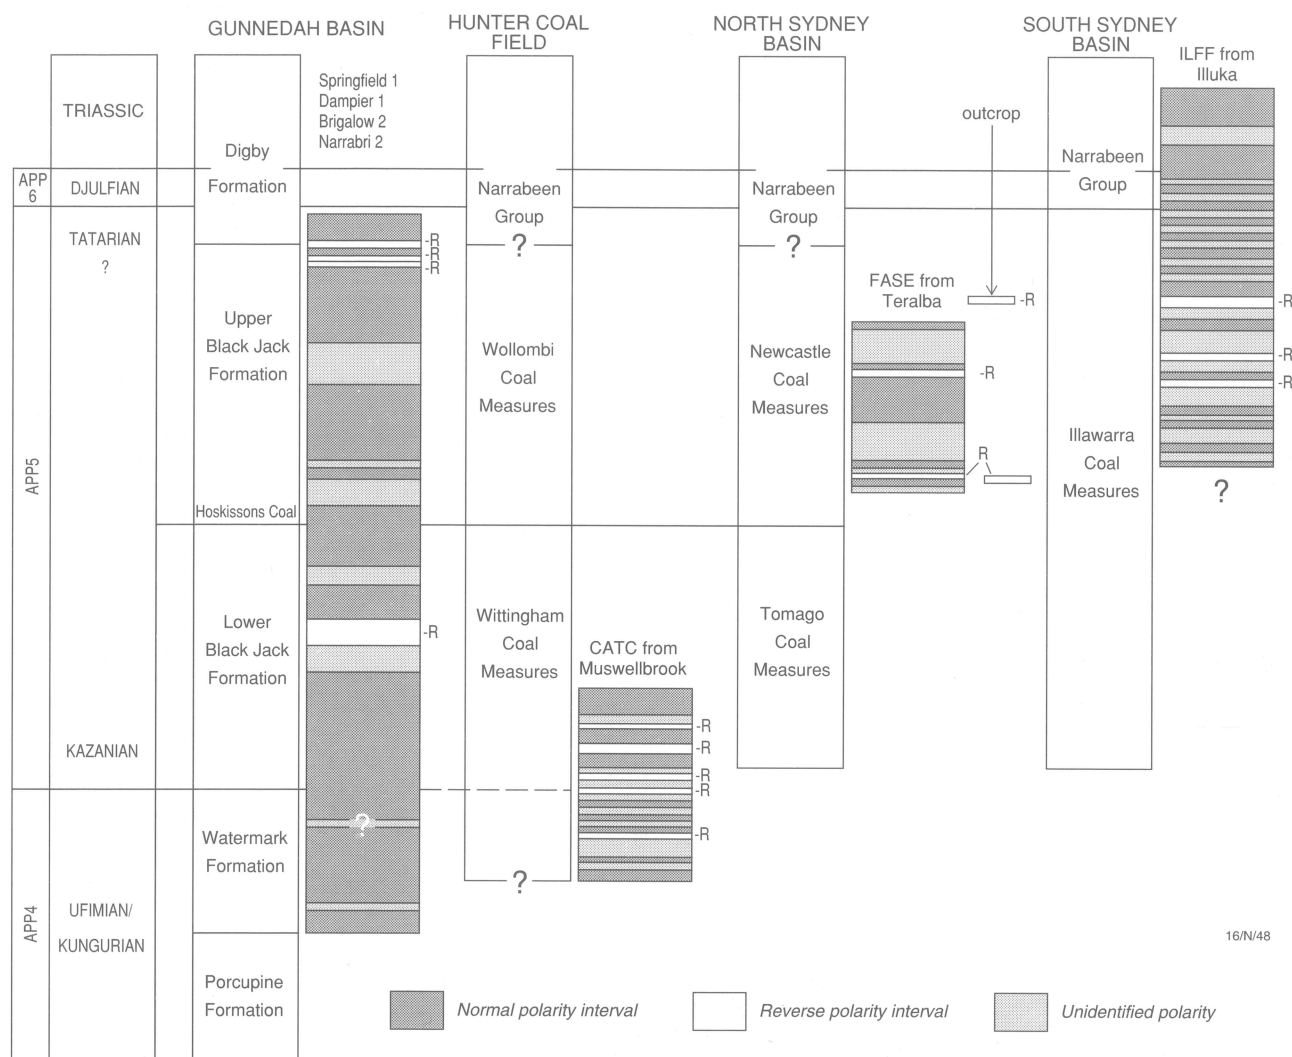 GUNNEDAH BASIN
HUNTER COAL
FIELD
NORTH SYDNEY
BASIN
SOUTH SYDNEY
BASIN
ILFF from
Illuka
TRIASSIC
Springfield 1
Dampier 1
Brigalow 2
Narrabri 2
outcrop
Digby
Formation
Narrabeen
Group
APP
6
DJULFIAN
Narrabeen
Group
?
Narrabeen
Group
?
TATARIAN
?
-R
-R
-R
FASE from
Teralba
-R
-R
-R
-R
Upper
Black Jack
Formation
Wollombi
Coal
Measures
Newcastle
Coal
Measures
-R
R
Illawarra
Coal
Measures
?
APP5
Hoskissons Coal
Lower
Black Jack
Formation
-R
Wittingham
Coal
Measures
CATC from
Muswellbrook
Tomago
Coal
Measures
-R
-R
-R
-R
-R
KAZANIAN
?
Watermark
Formation
?
APP4
UFIMIAN/
KUNGURIAN
16/N/48
Porcupine
Formation
Normal polarity interval
Reverse polarity interval
Unidentified polarity